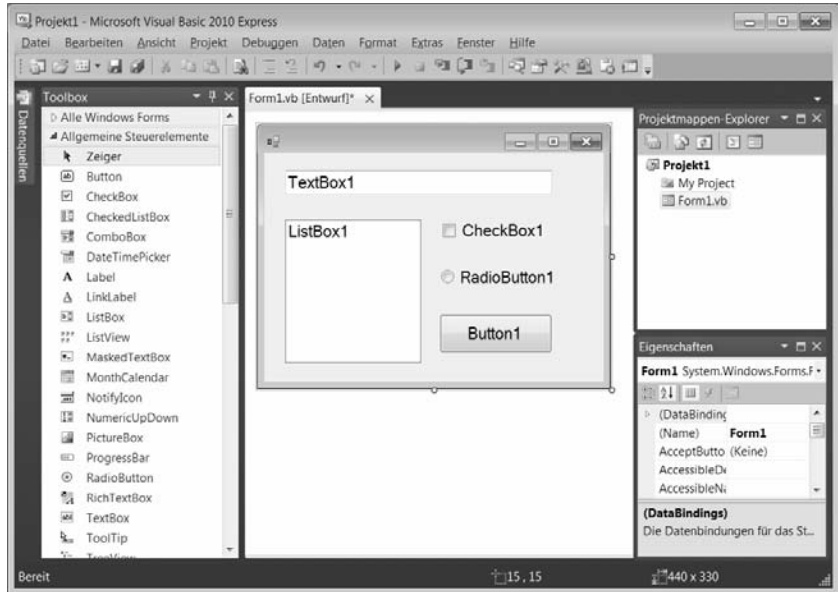 Projekt1 - Microsoft Visual Basic 2010 Express
Datei Bearbeiten Ansicht Projekt Debuggen Daten Format Extras Fenster Hilfe
Datenquellen
Toolbox
Alle Windows Forms
Allgemeine Steuerelemente
Zeiger
Button
CheckBox
CheckedListBox
ComboBox
DateTimePicker
Label
LinkLabel
ListBox
ListView
MaskedTextBox
MonthCalendar
NotifyIcon
NumericUpDown
PictureBox
ProgressBar
RadioButton
RichTextBox
TextBox
ToolTip
TreeView
Form1.vb [Entwurf]*
TextBox1
ListBox1
CheckBox1
RadioButton1
Button1
Projektmappen-Explorer
Projekt1
My Project
Form1.vb
Eigenschaften
Form1 System.Windows.Forms.F
(DataBinding
(Name) Form1
AcceptButto (Keine)
AccessibleDe
AccessibleNa
(DataBindings)
Die Datenbindungen für das St...
Bereit
15 , 15
440 x 330